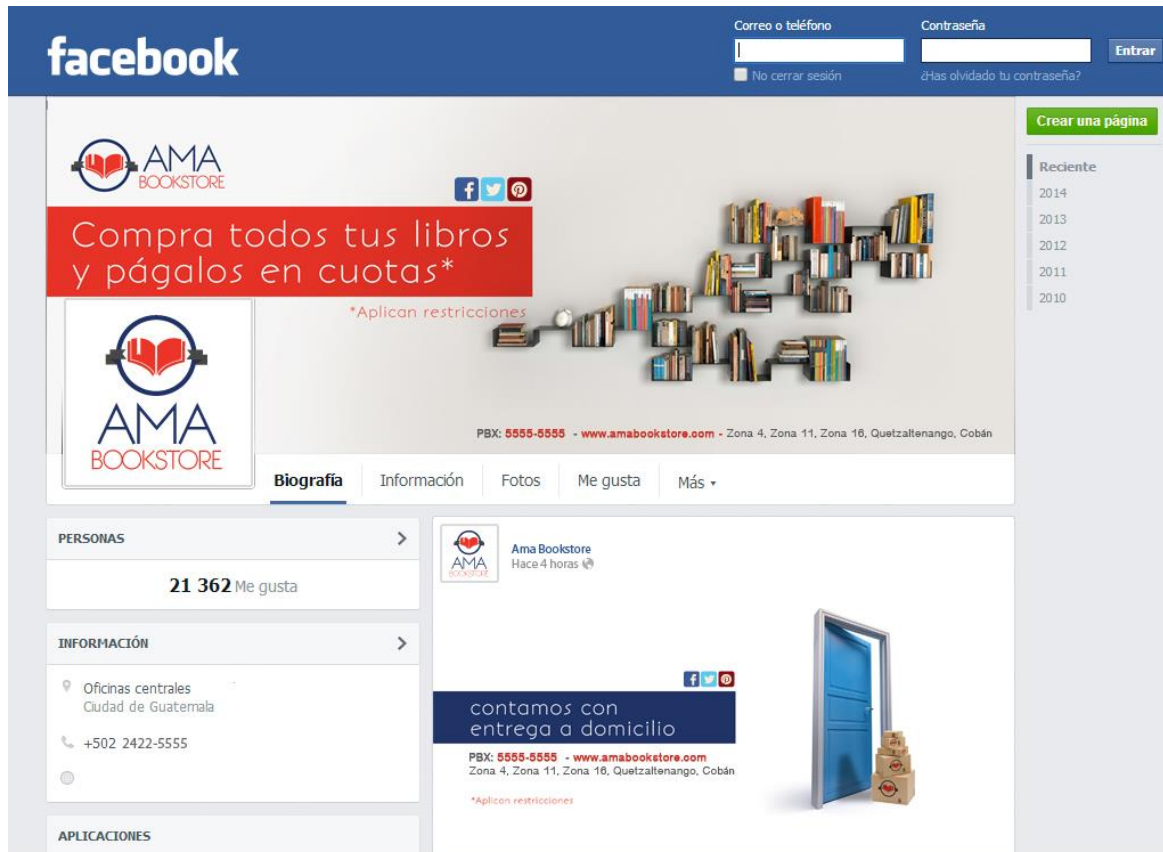 facebook
Correo o teléfono
Contraseña
Entrar
No cerrar sesión
¿Has olvidado tu contraseña?
Crear una página
Reciente
2014
2013
2012
2011
2010
AMA
BOOKSTORE
Compra todos tus libros
y págalos en cuotas*
*Aplican restricciones
PBX: 5555-5555 - www.amabookstore.com - Zona 4, Zona 11, Zona 16, Quetzaltenango, Cobán
AMA
BOOKSTORE
Biografía
Información
Fotos
Me gusta
Más
PERSONAS
21 362 Me gusta
INFORMACIÓN
Oficinas centrales
Ciudad de Guatemala
+502 2422-5555
APLICACIONES
AMA
BOOKSTORE
Ama Bookstore
Hace 4 horas
contamos con
entrega a domicilio
PBX: 5555-5555 - www.amabookstore.com
Zona 4, Zona 11, Zona 16, Quetzaltenango, Cobán
*Aplican restricciones